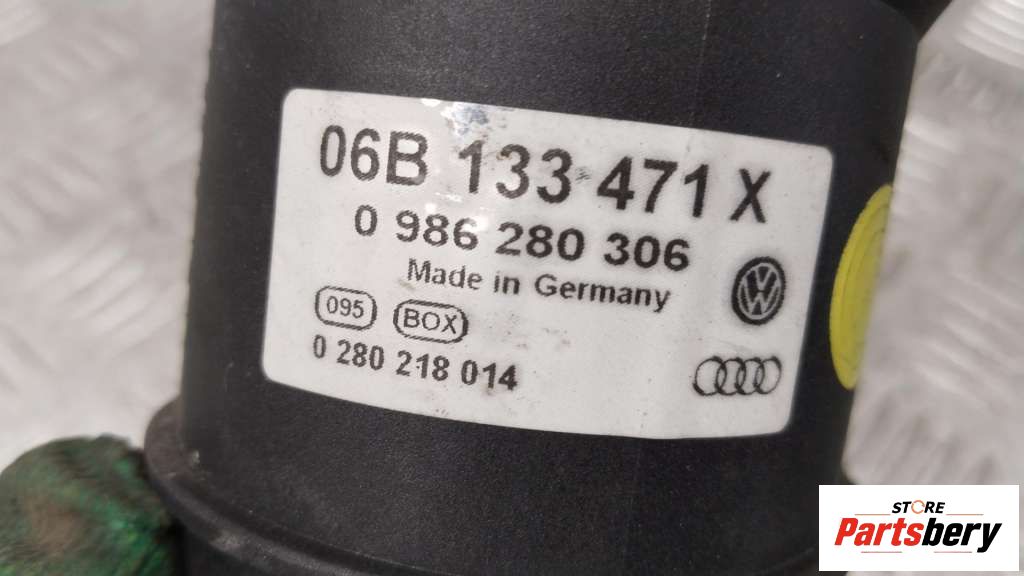 06B 133 471 X
0 986 280 306
Made in Germany
095 BOX
0 280 218 014
STORE
Partsbery